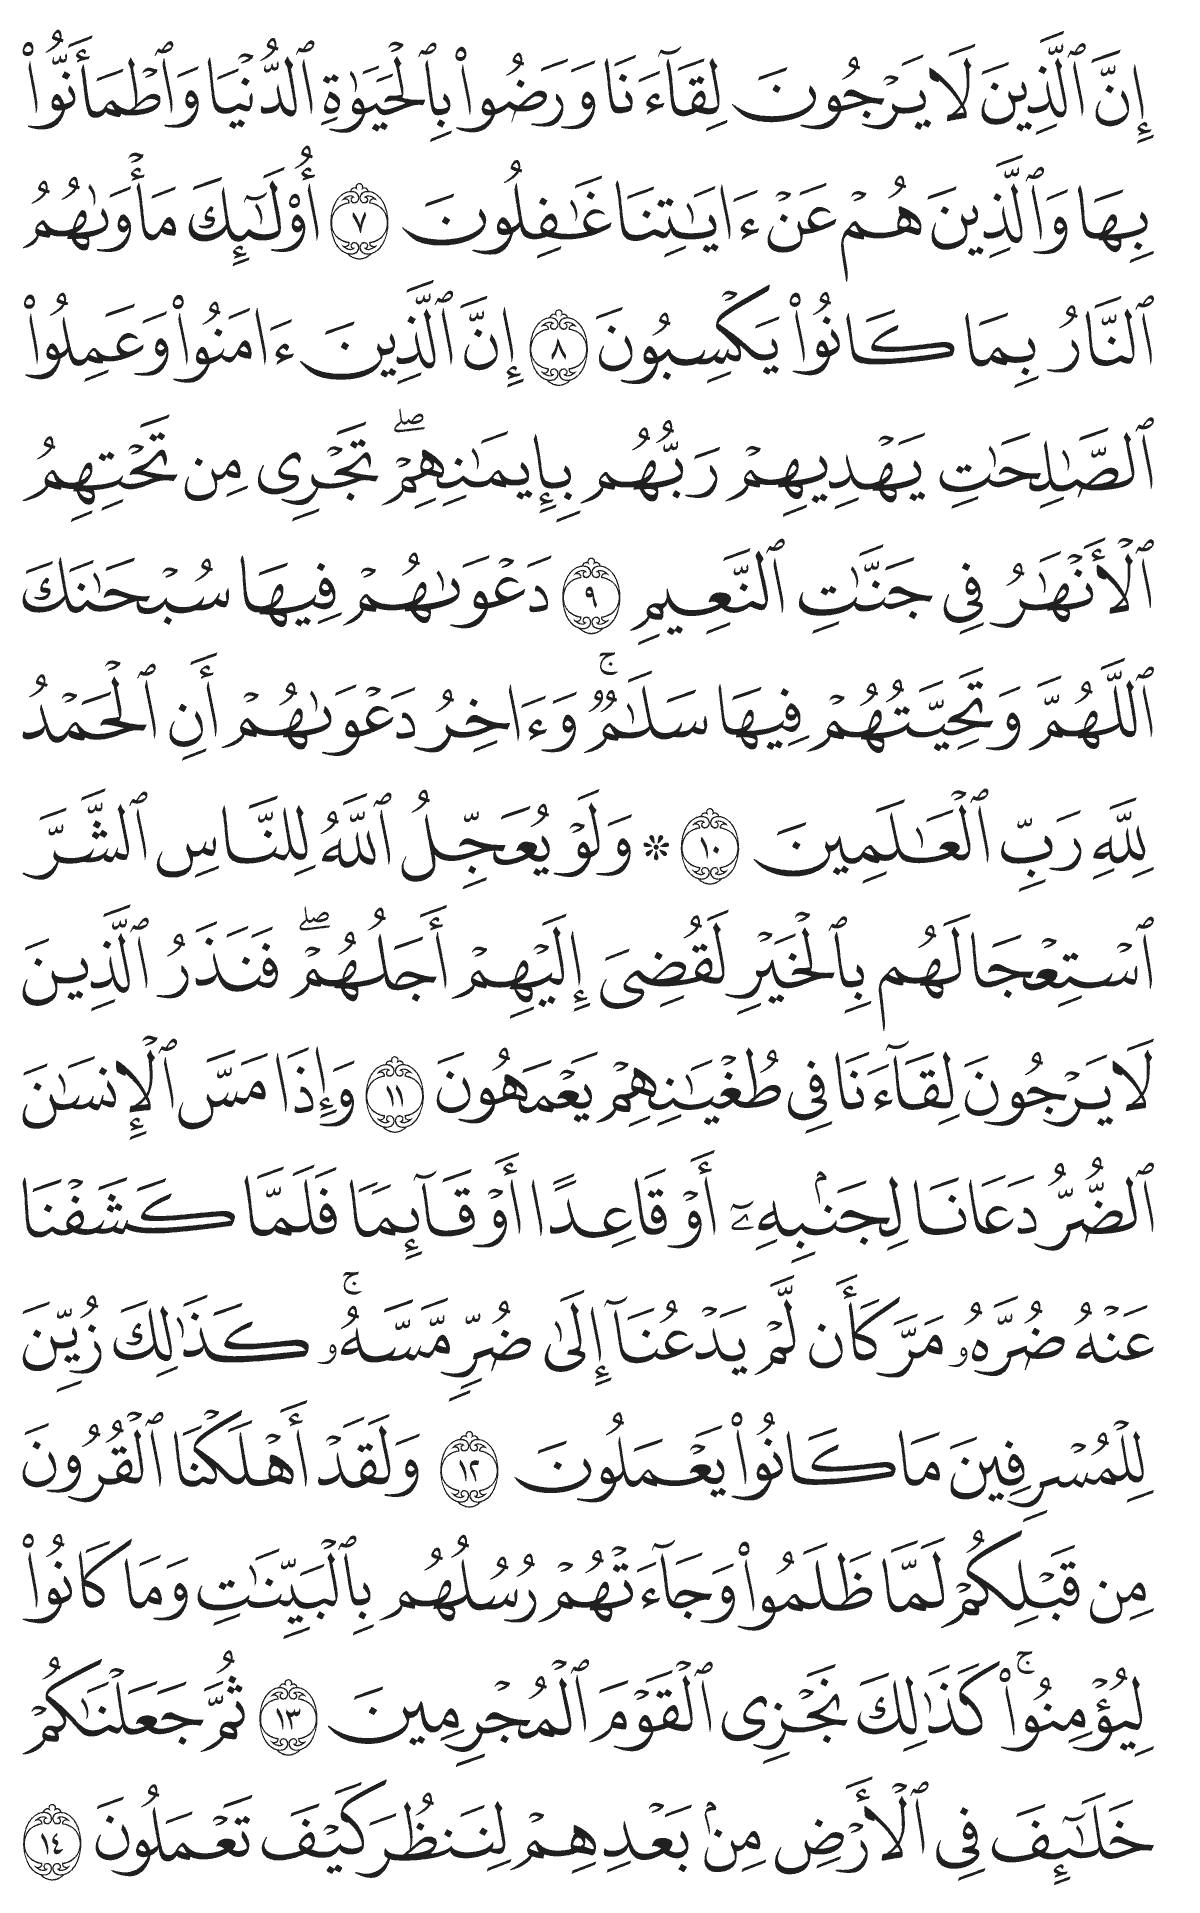 إِنَّ ٱلَّذِينَ لَا يَرْجُونَ لِقَآءَنَا وَرَضُوا۟ بِٱلْحَيَوٰةِ ٱلدُّنْيَا وَٱطْمَأَنُّوا۟
بِهَا وَٱلَّذِينَ هُمْ عَنْ ءَايَـٰتِنَا غَـٰفِلُونَ ٧ أُو۟لَـٰٓئِكَ مَأْوَىٰهُمُ
ٱلنَّارُ بِمَا كَانُوا۟ يَكْسِبُونَ ٨ إِنَّ ٱلَّذِينَ ءَامَنُوا۟ وَعَمِلُوا۟
ٱلصَّـٰلِحَـٰتِ يَهْدِيهِمْ رَبُّهُم بِإِيمَـٰنِهِمْ ۖ تَجْرِى مِن تَحْتِهِمُ
ٱلْأَنْهَـٰرُ فِى جَنَّـٰتِ ٱلنَّعِيمِ ٩ دَعْوَىٰهُمْ فِيهَا سُبْحَـٰنَكَ
ٱللَّهُمَّ وَتَحِيَّتُهُمْ فِيهَا سَلَـٰمٌ ۚ وَءَاخِرُ دَعْوَىٰهُمْ أَنِ ٱلْحَمْدُ
لِلَّهِ رَبِّ ٱلْعَـٰلَمِينَ ١٠ ۞ وَلَوْ يُعَجِّلُ ٱللَّهُ لِلنَّاسِ ٱلشَّرَّ
ٱسْتِعْجَالَهُم بِٱلْخَيْرِ لَقُضِىَ إِلَيْهِمْ أَجَلُهُمْ ۖ فَنَذَرُ ٱلَّذِينَ
لَا يَرْجُونَ لِقَآءَنَا فِى طُغْيَـٰنِهِمْ يَعْمَهُونَ ١١ وَإِذَا مَسَّ ٱلْإِنسَـٰنَ
ٱلضُّرُّ دَعَانَا لِجَنۢبِهِۦٓ أَوْ قَاعِدًا أَوْ قَآئِمًا فَلَمَّا كَشَفْنَا
عَنْهُ ضُرَّهُۥ مَرَّ كَأَن لَّمْ يَدْعُنَآ إِلَىٰ ضُرٍّ مَّسَّهُۥ ۚ كَذَٰلِكَ زُيِّنَ
لِلْمُسْرِفِينَ مَا كَانُوا۟ يَعْمَلُونَ ١٢ وَلَقَدْ أَهْلَكْنَا ٱلْقُرُونَ
مِن قَبْلِكُمْ لَمَّا ظَلَمُوا۟ وَجَآءَتْهُمْ رُسُلُهُم بِٱلْبَيِّنَـٰتِ وَمَا كَانُوا۟
لِيُؤْمِنُوا۟ ۚ كَذَٰلِكَ نَجْزِى ٱلْقَوْمَ ٱلْمُجْرِمِينَ ١٣ ثُمَّ جَعَلْنَـٰكُمْ
خَلَـٰٓئِفَ فِى ٱلْأَرْضِ مِنۢ بَعْدِهِمْ لِنَنظُرَ كَيْفَ تَعْمَلُونَ ١٤